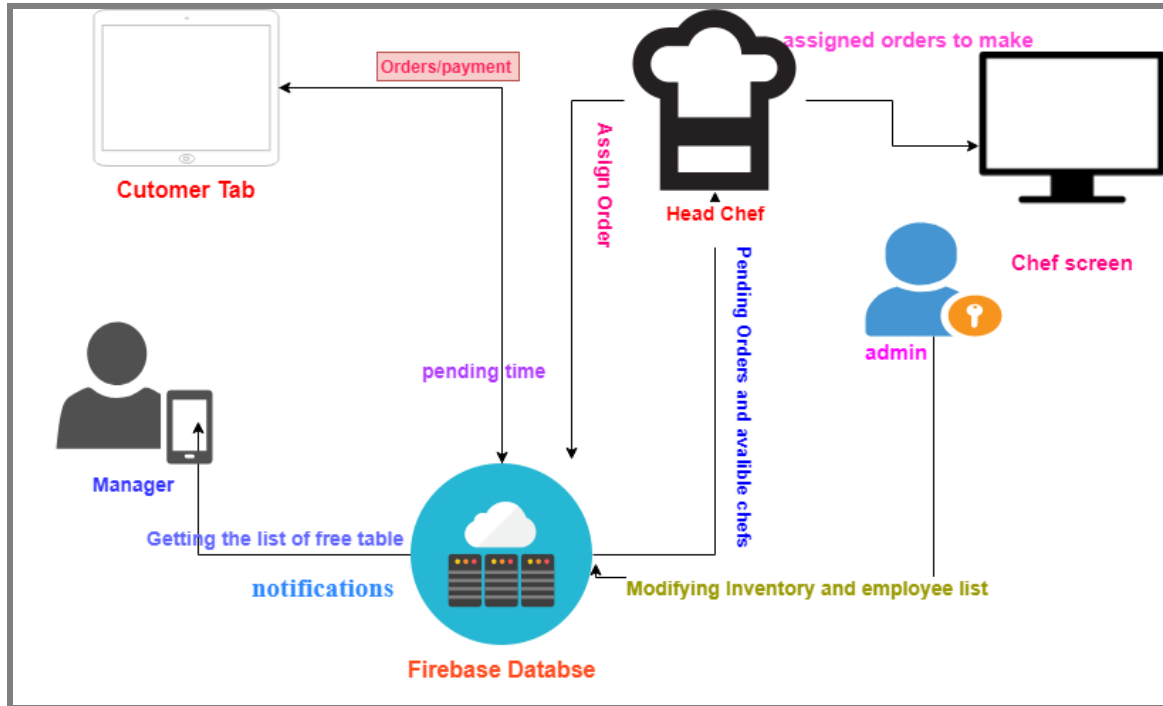 assigned orders to make
Orders/payment
Cutomer Tab
Assign Order
Head Chef
Chef screen
Pending Orders and avalible chefs
admin
pending time
Manager
Getting the list of free table
notifications
Modifying Inventory and employee list
Firebase Databse